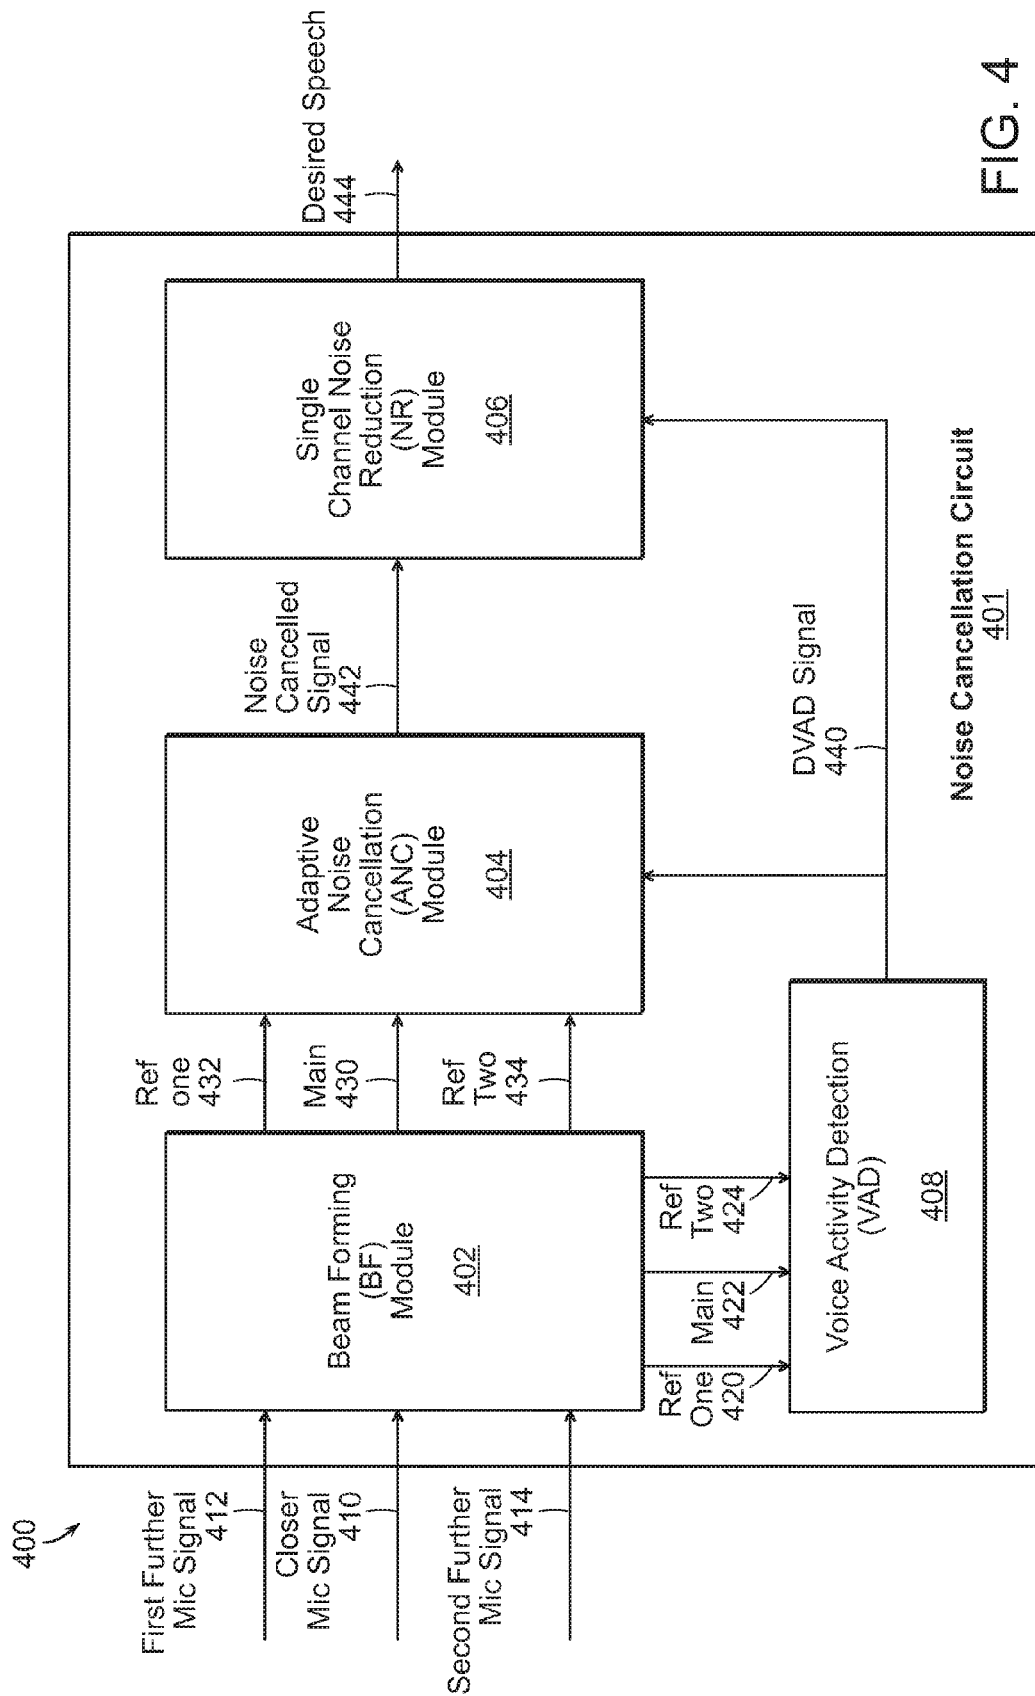 400
First Further
Mic Signal
412
Closer
Mic Signal
410
Second Further
Mic Signal
414
Beam Forming
(BF)
Module
402
Ref
one
432
Main
430
Ref
Two
434
Adaptive
Noise
Cancellation
(ANC)
Module
404
Noise
Cancelled
Signal
442
Single
Channel Noise
Reduction
(NR)
Module
406
Desired Speech
444
Ref
One
420
Main
422
Ref
Two
424
Voice Activity Detection
(VAD)
408
DVAD Signal
440
Noise Cancellation Circuit
401
FIG. 4